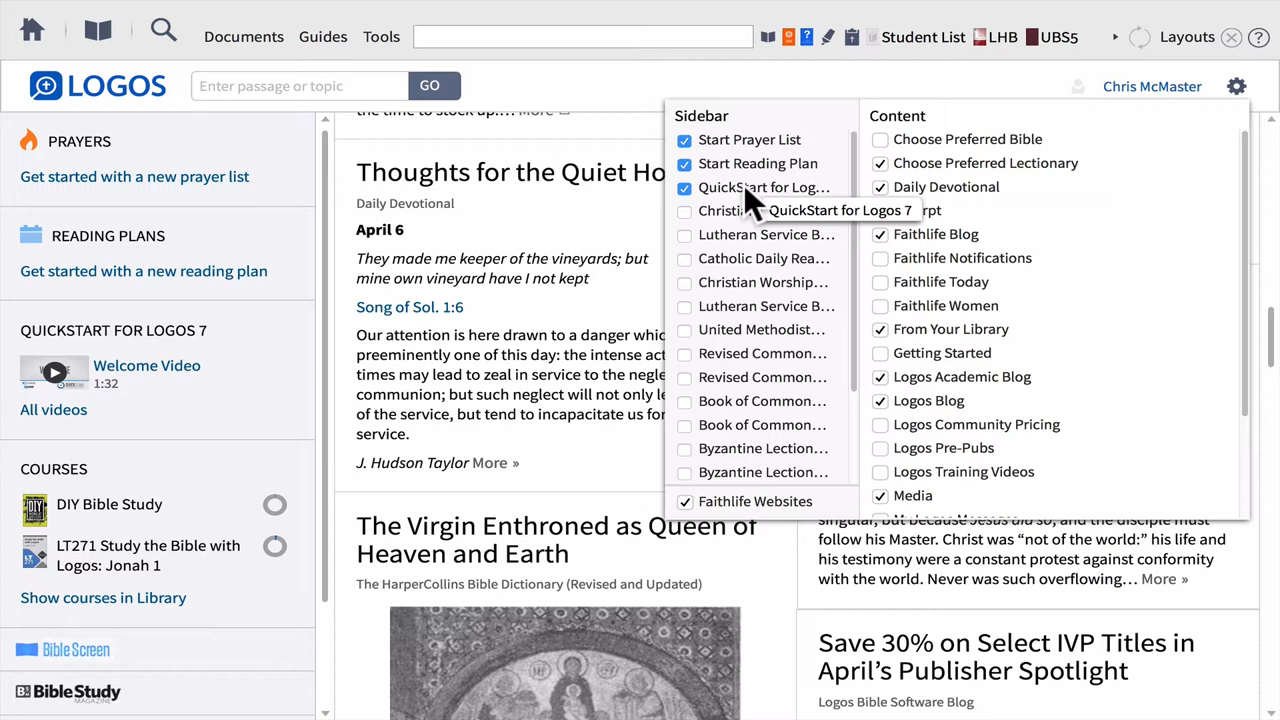 Documents Guides Tools
Student List LHB UBS5
Layouts
LOGOS
Enter passage or topic
GO
Chris McMaster
PRAYERS
Get started with a new prayer list
READING PLANS
Get started with a new reading plan
QUICKSTART FOR LOGOS 7
Welcome Video
1:32
All videos
COURSES
DIY Bible Study
LT271 Study the Bible with
Logos: Jonah 1
Show courses in Library
Bible Screen
BibleStudy
MAGAZINE
the time to stock up.... More
Thoughts for the Quiet Ho
Daily Devotional
April 6
They made me keeper of the vineyards; but
mine own vineyard have I not kept
Song of Sol. 1:6
Our attention is here drawn to a danger whic
preeminently one of this day: the intense act
times may lead to zeal in service to the negle
communion; but such neglect will not only le
of the service, but tend to incapacitate us for
service.
J. Hudson Taylor More »
The Virgin Enthroned as Queen of
Heaven and Earth
The HarperCollins Bible Dictionary (Revised and Updated)
Sidebar
Start Prayer List
Start Reading Plan
QuickStart for Log...
Christia
QuickStart for Logos 7
Lutheran Service B...
Catholic Daily Rea...
Christian Worship...
Lutheran Service B...
United Methodist...
Revised Common...
Revised Common...
Book of Common...
Book of Common...
Byzantine Lection...
Byzantine Lection...
Faithlife Websites
Content
Choose Preferred Bible
Choose Preferred Lectionary
Daily Devotional
rpt
Faithlife Blog
Faithlife Notifications
Faithlife Today
Faithlife Women
From Your Library
Getting Started
Logos Academic Blog
Logos Blog
Logos Community Pricing
Logos Pre-Pubs
Logos Training Videos
Media
singular, but because Jesus did so, and the disciple must
follow his Master. Christ was “not of the world:” his life and
his testimony were a constant protest against conformity
with the world. Never was such overflowing... More »
Save 30% on Select IVP Titles in
April’s Publisher Spotlight
Logos Bible Software Blog